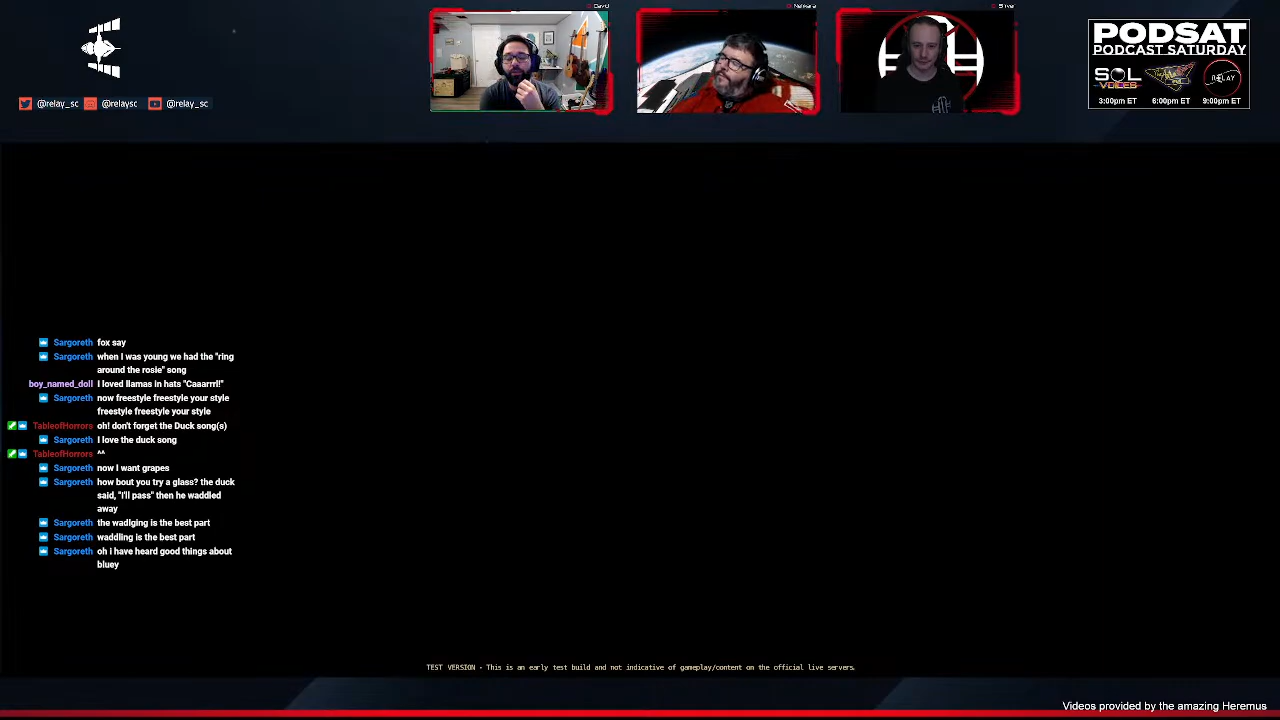 DavD
PODSAT
PODCAST SATURDAY
SOL
VOICES
RELAY
3:00pm ET 6:00pm ET 9:00pm ET
@relay_sc @relaysc @relay_sc
Sargoreth fox say
Sargoreth when I was young we had the "ring
around the rosie" song
boy_named_doll I loved llamas in hats "Caaarrrl!"
Sargoreth now freestyle freestyle your style
freestyle freestyle your style
TableofHorrors oh! don't forget the Duck song(s)
Sargoreth I love the duck song
TableofHorrors ^^
Sargoreth now I want grapes
Sargoreth how bout you try a glass? the duck
said, "I'll pass" then he waddled
away
Sargoreth the wadlging is the best part
Sargoreth waddling is the best part
Sargoreth oh i have heard good things about
bluey
TEST VERSION - This is an early test build and not indicative of gameplay/content on the official live servers.
Videos provided by the amazing Heremus